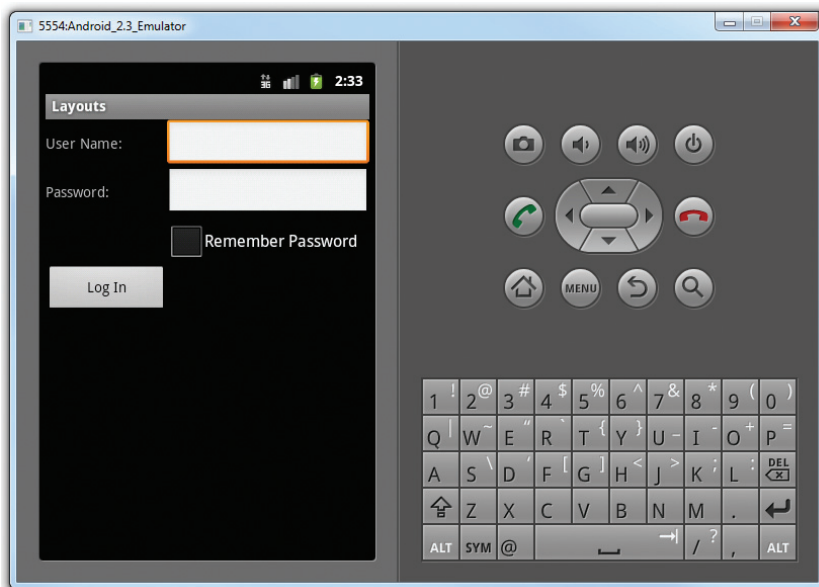 5554:Android_2.3_Emulator
3G 2:33
Layouts
User Name:
Password:
Remember Password
Log In
MENU
1 ! 2 @ 3 # 4 $ 5 % 6 ^ 7 & 8 * 9 ( 0 )
Q | W ~ E " R ` T { Y } U _ I - O + P =
A S \ D ' F [ G ] H < J > K ; L : DEL
Z X C V B N M .
ALT SYM @ / ? , ALT